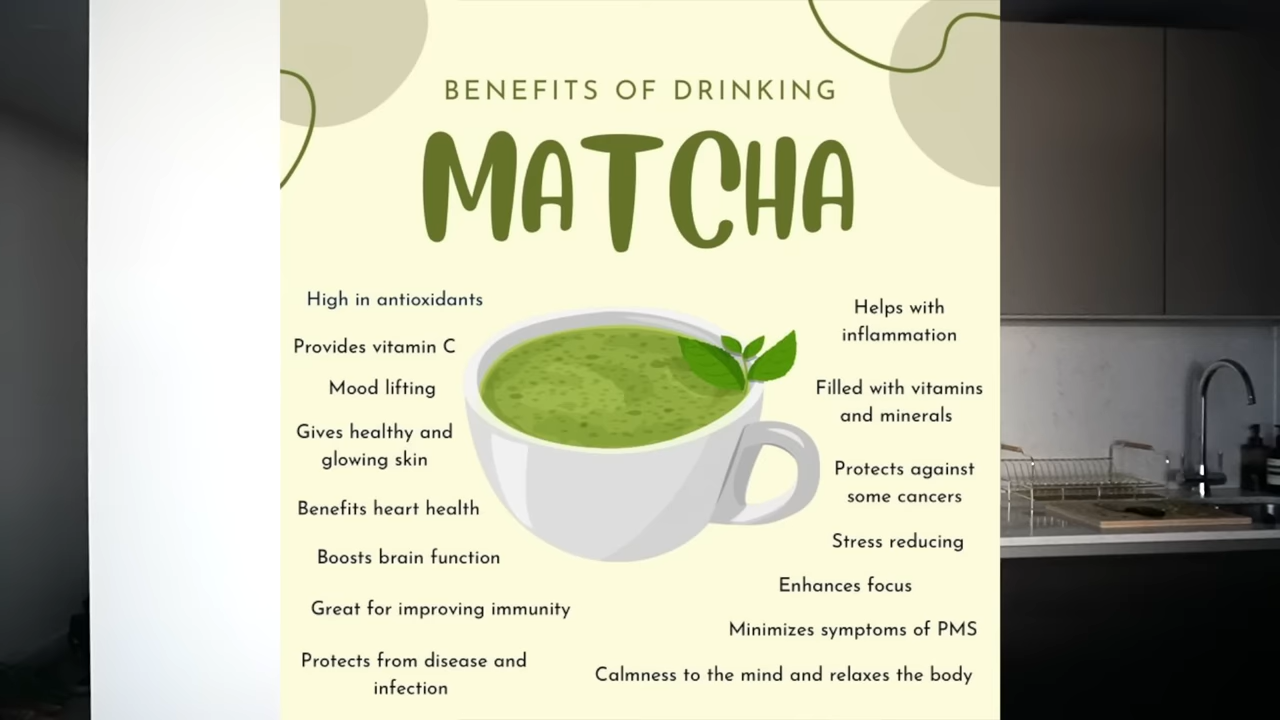 BENEFITS OF DRINKING
MATCHA
High in antioxidants
Provides vitamin C
Mood lifting
Gives healthy and
glowing skin
Benefits heart health
Boosts brain function
Great for improving immunity
Protects from disease and
infection
Helps with
inflammation
Filled with vitamins
and minerals
Protects against
some cancers
Stress reducing
Enhances focus
Minimizes symptoms of PMS
Calmness to the mind and relaxes the body